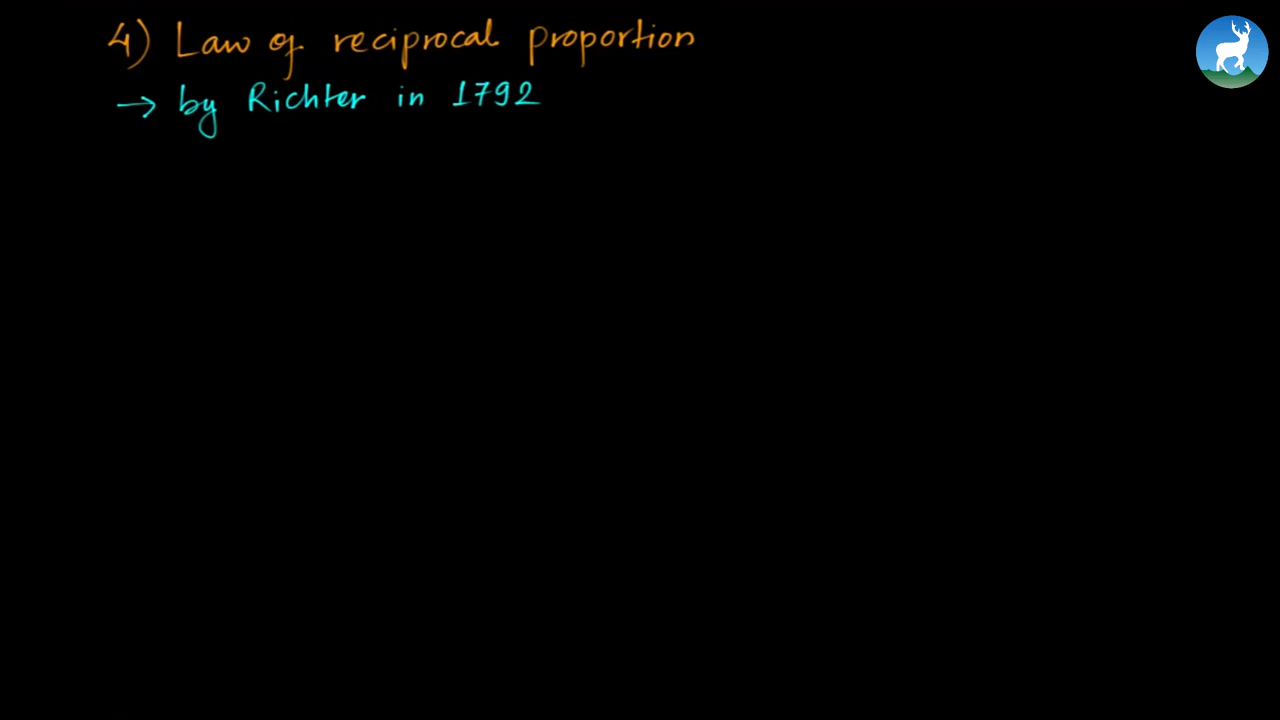 4) Law of reciprocal proportion
→ by Richter in 1792